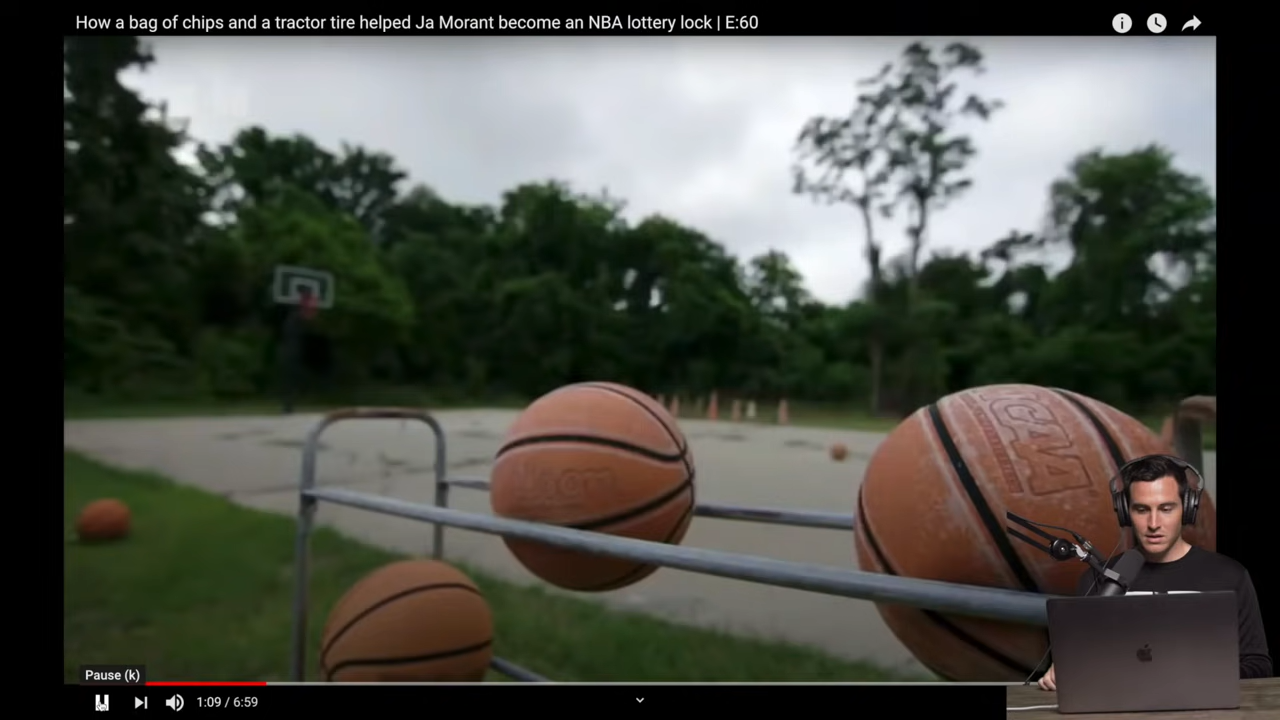 How a bag of chips and a tractor tire helped Ja Morant become an NBA lottery lock | E:60
NCAA
Pause (k)
1:09 / 6:59